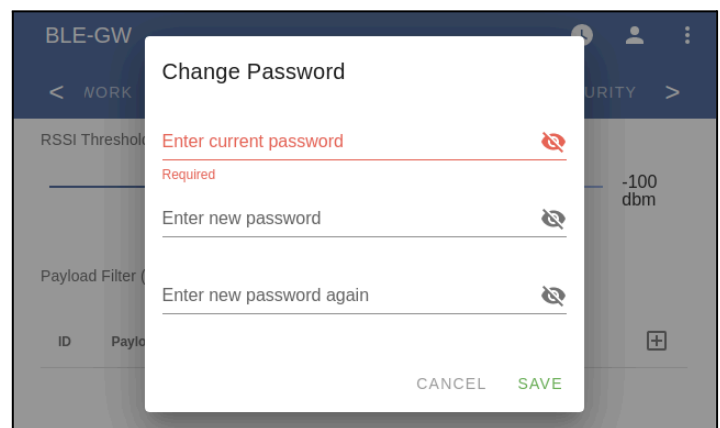 BLE-GW
Change Password
< WORK
URITY >
RSSI Threshold
Enter current password
Required
-100
dbm
Enter new password
Payload Filter (
Enter new password again
ID Paylo
CANCEL SAVE